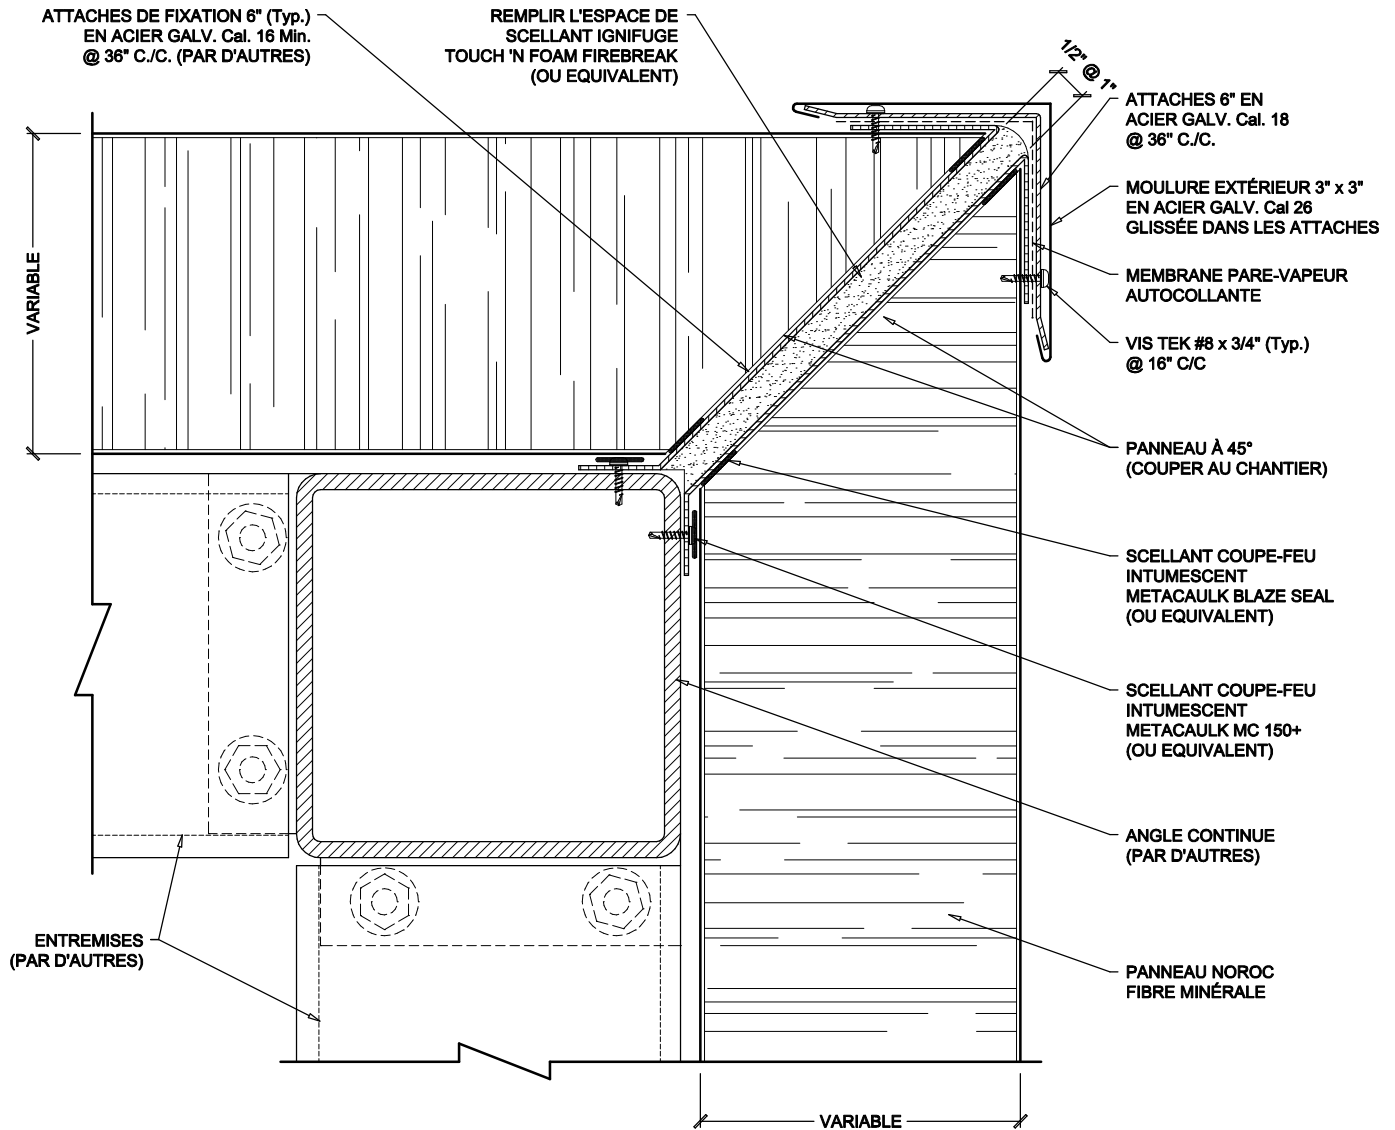 ATTACHES DE FIXATION 6" (Typ.)
EN ACIER GALV. Cal. 16 Min.
@ 36" C./C. (PAR D'AUTRES)
REMPLIR L'ESPACE DE
SCELLANT IGNIFUGE
TOUCH 'N FOAM FIREBREAK
(OU EQUIVALENT)
1/2" @ 1"
ATTACHES 6" EN
ACIER GALV. Cal. 18
@ 36" C./C.
MOULURE EXTÉRIEUR 3" x 3"
EN ACIER GALV. Cal 26
GLISSÉE DANS LES ATTACHES
MEMBRANE PARE-VAPEUR
AUTOCOLLANTE
VIS TEK #8 x 3/4" (Typ.)
@ 16" C/C
VARIABLE
PANNEAU À 45°
(COUPER AU CHANTIER)
SCELLANT COUPE-FEU
INTUMESCENT
METACAULK BLAZE SEAL
(OU EQUIVALENT)
SCELLANT COUPE-FEU
INTUMESCENT
METACAULK MC 150+
(OU EQUIVALENT)
ANGLE CONTINUE
(PAR D'AUTRES)
ENTREMISES
(PAR D'AUTRES)
PANNEAU NOROC
FIBRE MINÉRALE
VARIABLE